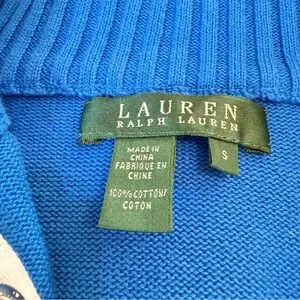 LAUREN
RALPH LAUREN
S
MADE IN
CHINA
FABRIQUE EN
CHINE
100% COTTON/
COTON